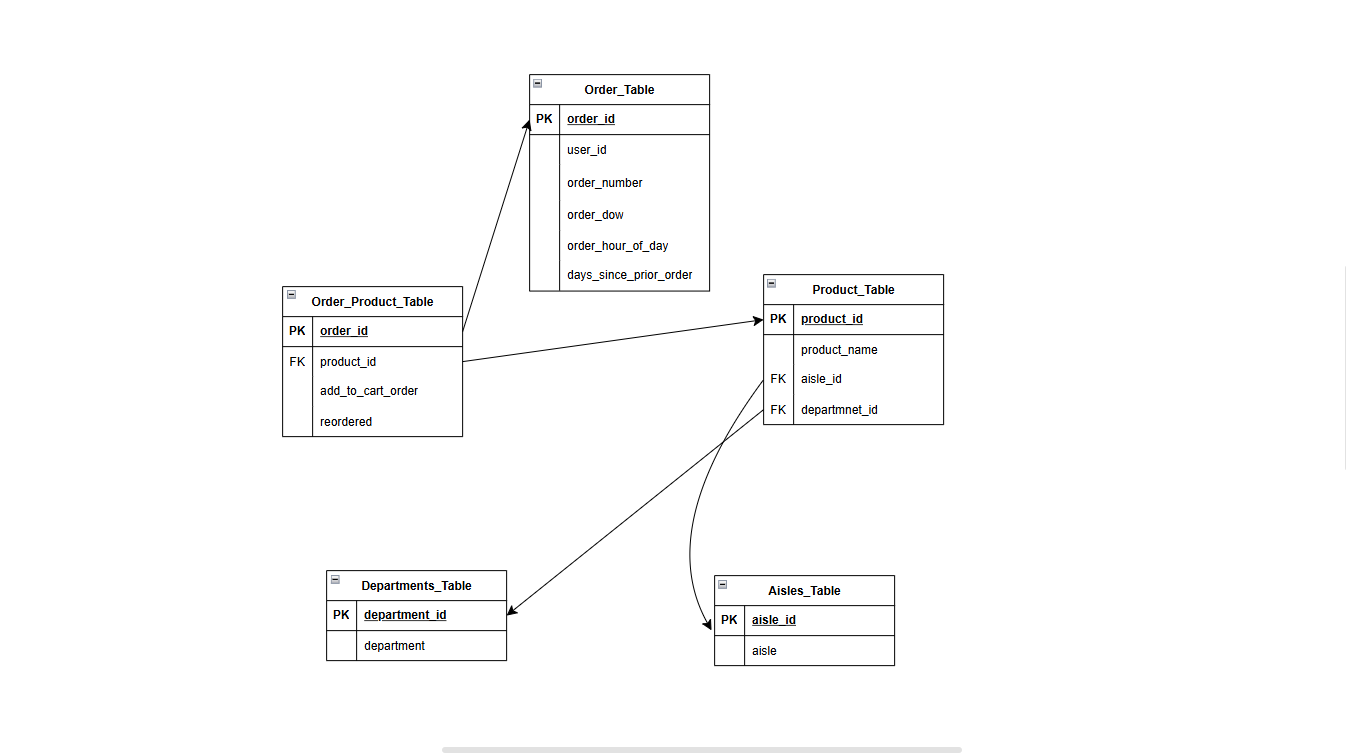 Order_Table
PK order_id
user_id
order_number
order_dow
order_hour_of_day
days_since_prior_order
Order_Product_Table
PK order_id
FK product_id
add_to_cart_order
reordered
Product_Table
PK product_id
product_name
FK aisle_id
FK departmnet_id
Departments_Table
PK department_id
department
Aisles_Table
PK aisle_id
aisle